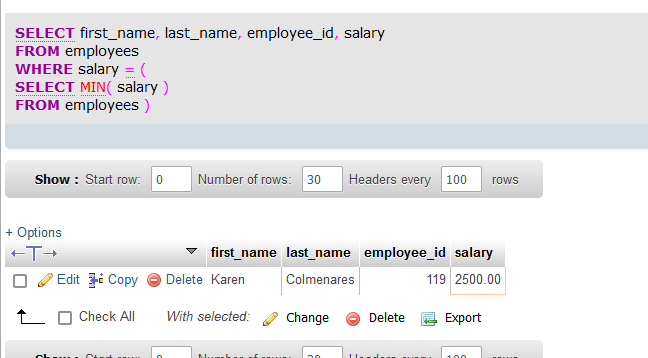 SELECT first_name, last_name, employee_id, salary
FROM employees
WHERE salary = (
SELECT MIN( salary )
FROM employees )
Show : Start row: 0 Number of rows: 30 Headers every 100 rows
+ Options
←T→ first_name last_name employee_id salary
Edit Copy Delete Karen Colmenares 119 2500.00
Check All With selected: Change Delete Export
Show : Start row: 0 Number of rows: 30 Headers every 100 rows